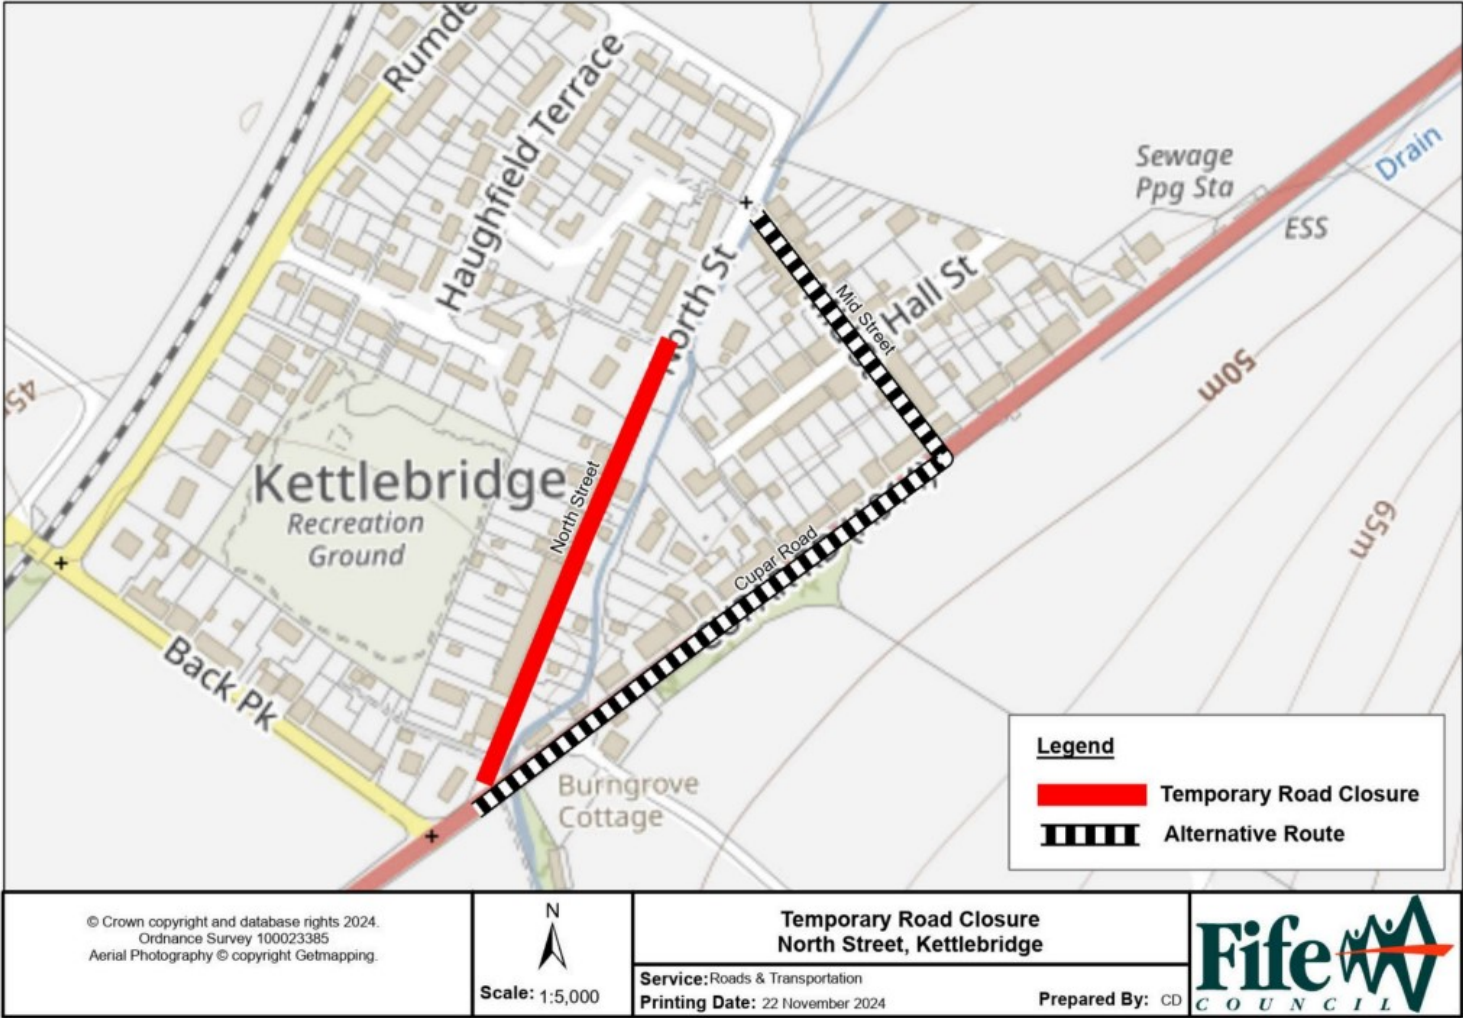 Rumde
Haughfield Terrace
Sewage
Ppg Sta
Drain
ESS
North St
Hall St
Mid Street
50m
45
Kettlebridge
Recreation
Ground
North Street
65m
Cupar Road
Back Pk
Burngrove
Cottage
Legend
Temporary Road Closure
Alternative Route
© Crown copyright and database rights 2024.
Ordnance Survey 100023385
Aerial Photography © copyright Getmapping.
N
Scale: 1:5,000
Temporary Road Closure
North Street, Kettlebridge
Service: Roads & Transportation
Printing Date: 22 November 2024
Prepared By: CD
Fife
COUNCIL